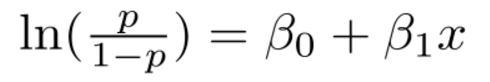 ln(p/(1−p)) = β₀ + β₁x